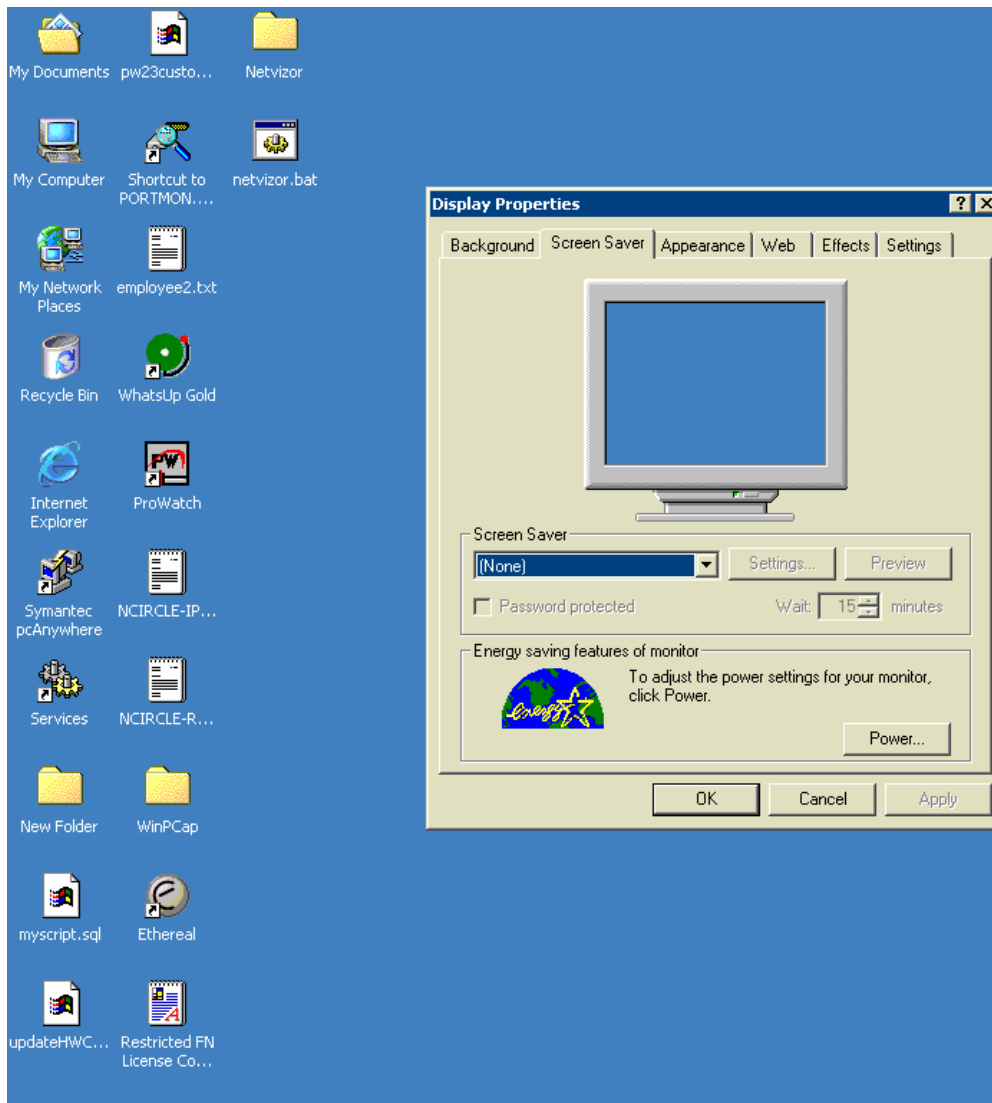 My Documents
pw23custo...
Netvizor
My Computer
Shortcut to
PORTMON....
netvizor.bat
My Network
Places
employee2.txt
Recycle Bin
WhatsUp Gold
Internet
Explorer
PW
ProWatch
Symantec
pcAnywhere
NCIRCLE-IP...
Services
NCIRCLE-R...
New Folder
WinPCap
myscript.sql
Ethereal
updateHWC...
Restricted FN
License Co...
Display Properties
Background Screen Saver Appearance Web Effects Settings
Screen Saver
(None) Settings... Preview
Password protected Wait: 15 minutes
Energy saving features of monitor
energy
To adjust the power settings for your monitor,
click Power.
Power...
OK Cancel Apply